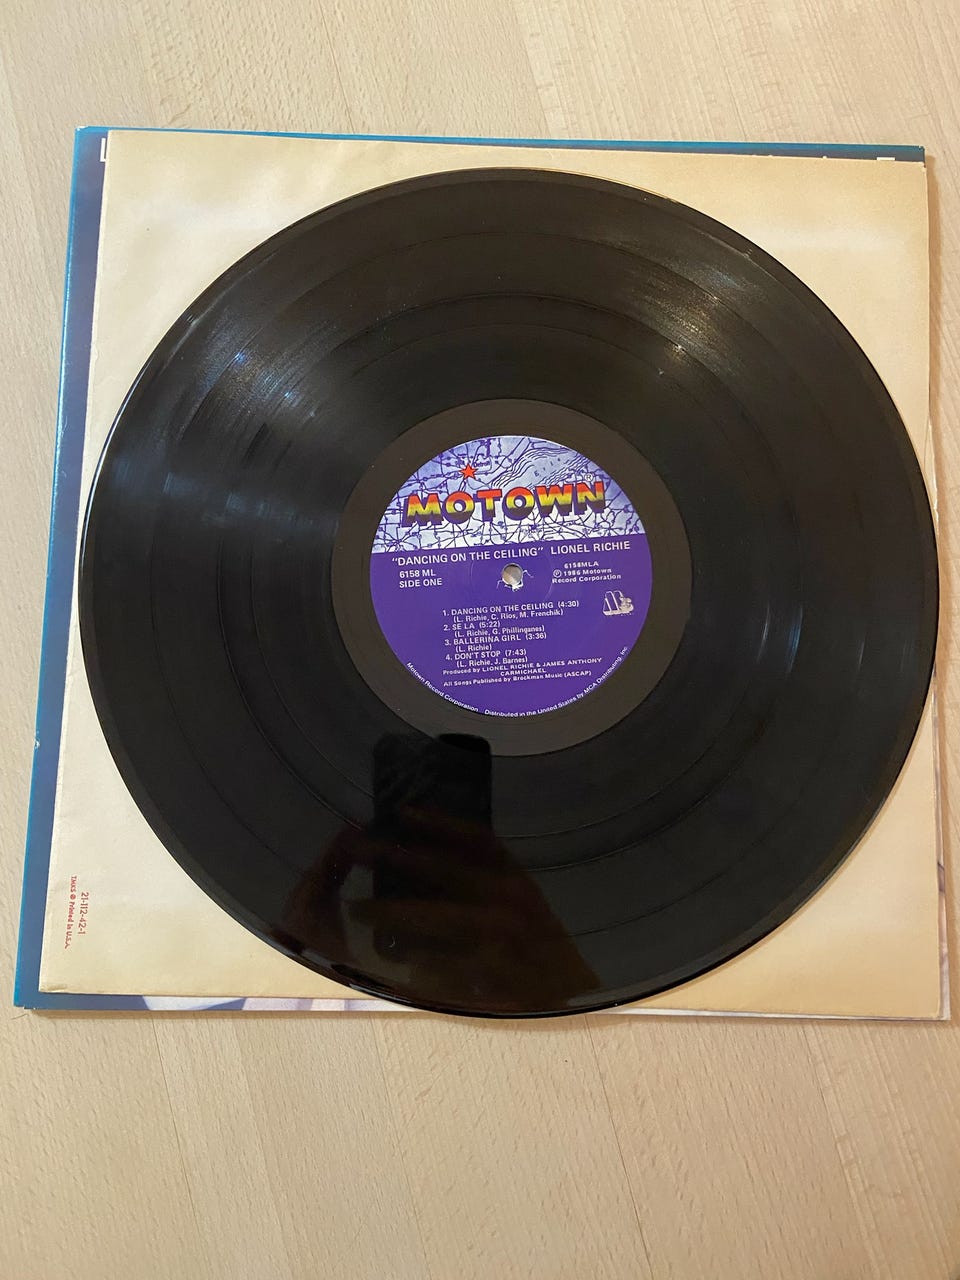 L
Detroit
ERIE
MOTOWN
"DANCING ON THE CEILING" LIONEL RICHIE
6158 ML
SIDE ONE
6158MLA
Ⓟ 1986 Motown
Record Corporation
1. DANCING ON THE CEILING (4:30)
(L. Richie, C. Rios, M. Frenchik)
2. SE LA (5:22)
(L. Richie, G. Phillinganes)
3. BALLERINA GIRL (3:36)
(L. Richie)
4. DON'T STOP (7:43)
(L. Richie, J. Barnes)
Produced by LIONEL RICHIE & JAMES ANTHONY
CARMICHAEL
All Songs Published by Brockman Music (ASCAP)
Motown Record Corporation Distributed in the United States by MCA Distributing, Inc.
21-112-42-1
TMKS ® Printed in U.S.A.